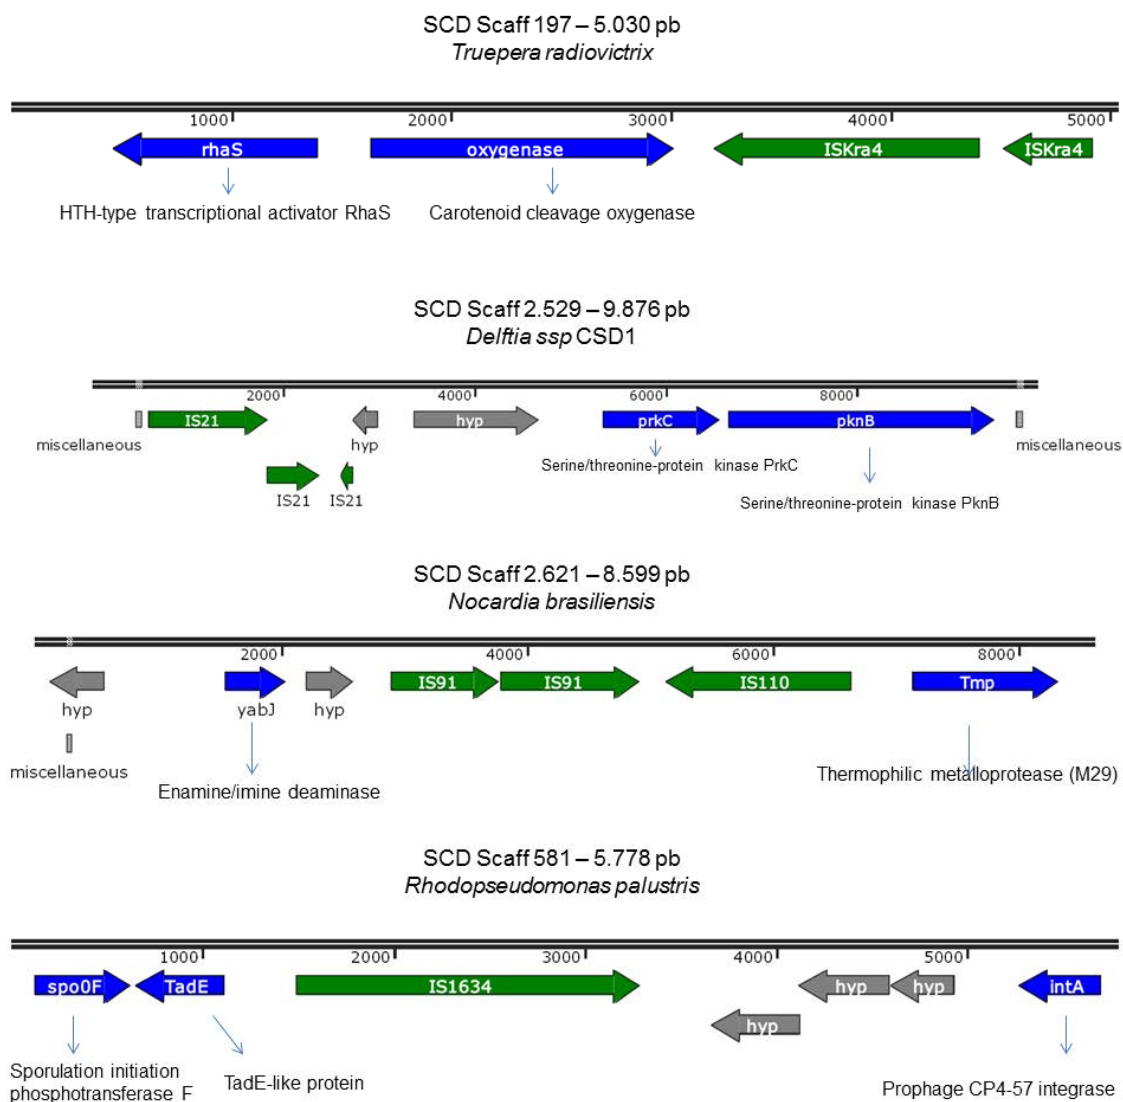 SCD Scaff 197 – 5.030 pb
Truepera radiovictrix
1000 2000 3000 4000 5000
rhaS oxygenase ISKra4 ISKra4
HTH-type transcriptional activator RhaS Carotenoid cleavage oxygenase
SCD Scaff 2.529 – 9.876 pb
Delftia ssp CSD1
2000 4000 6000 8000
IS21 hyp prkC pknB
miscellaneous hyp miscellaneous
Serine/threonine-protein kinase PrkC
IS21 IS21
Serine/threonine-protein kinase PknB
SCD Scaff 2.621 – 8.599 pb
Nocardia brasiliensis
2000 4000 6000 8000
IS91 IS91 IS110 Tmp
hyp yabJ hyp
miscellaneous
Thermophilic metalloprotease (M29)
Enamine/imine deaminase
SCD Scaff 581 – 5.778 pb
Rhodopseudomonas palustris
1000 2000 3000 4000 5000
spo0F TadE IS1634 hyp hyp intA
hyp
Sporulation initiation
phosphotransferase F
TadE-like protein
Prophage CP4-57 integrase